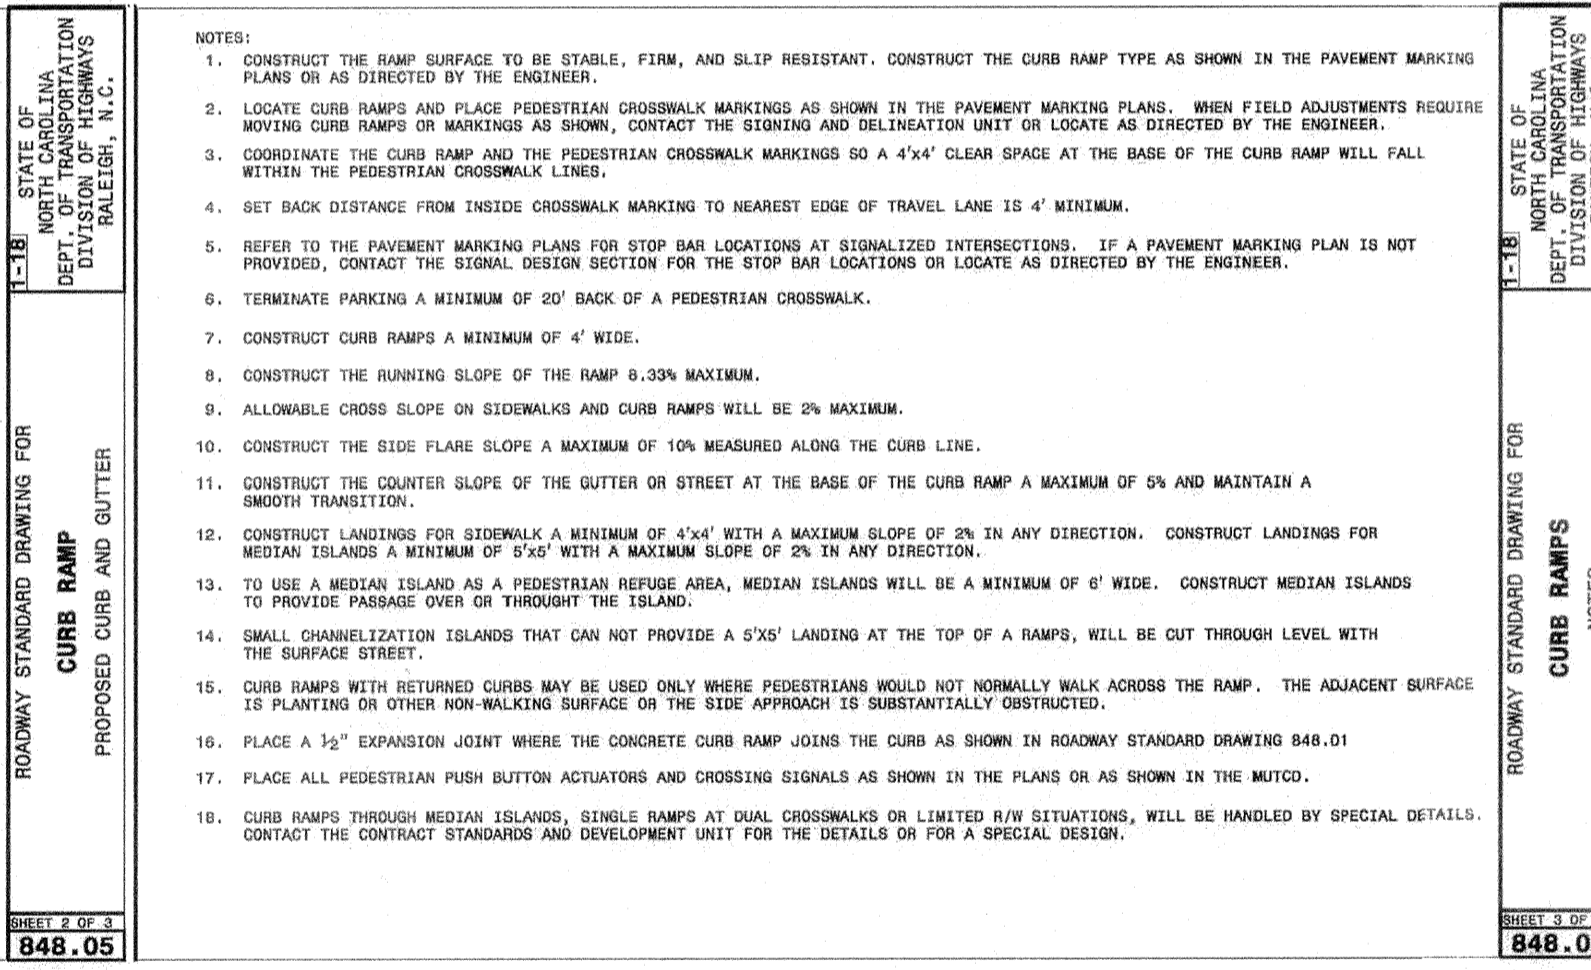 1-18
STATE OF
NORTH CAROLINA
DEPT. OF TRANSPORTATION
DIVISION OF HIGHWAYS
RALEIGH, N.C.
ROADWAY STANDARD DRAWING FOR
CURB RAMP
PROPOSED CURB AND GUTTER
SHEET 2 OF 3
848.05
NOTES:
1. CONSTRUCT THE RAMP SURFACE TO BE STABLE, FIRM, AND SLIP RESISTANT. CONSTRUCT THE CURB RAMP TYPE AS SHOWN IN THE PAVEMENT MARKING
PLANS OR AS DIRECTED BY THE ENGINEER.
2. LOCATE CURB RAMPS AND PLACE PEDESTRIAN CROSSWALK MARKINGS AS SHOWN IN THE PAVEMENT MARKING PLANS. WHEN FIELD ADJUSTMENTS REQUIRE
MOVING CURB RAMPS OR MARKINGS AS SHOWN, CONTACT THE SIGNING AND DELINEATION UNIT OR LOCATE AS DIRECTED BY THE ENGINEER.
3. COORDINATE THE CURB RAMP AND THE PEDESTRIAN CROSSWALK MARKINGS SO A 4'x4' CLEAR SPACE AT THE BASE OF THE CURB RAMP WILL FALL
WITHIN THE PEDESTRIAN CROSSWALK LINES.
4. SET BACK DISTANCE FROM INSIDE CROSSWALK MARKING TO NEAREST EDGE OF TRAVEL LANE IS 4' MINIMUM.
5. REFER TO THE PAVEMENT MARKING PLANS FOR STOP BAR LOCATIONS AT SIGNALIZED INTERSECTIONS. IF A PAVEMENT MARKING PLAN IS NOT
PROVIDED, CONTACT THE SIGNAL DESIGN SECTION FOR THE STOP BAR LOCATIONS OR LOCATE AS DIRECTED BY THE ENGINEER.
6. TERMINATE PARKING A MINIMUM OF 20' BACK OF A PEDESTRIAN CROSSWALK.
7. CONSTRUCT CURB RAMPS A MINIMUM OF 4' WIDE.
8. CONSTRUCT THE RUNNING SLOPE OF THE RAMP 8.33% MAXIMUM.
9. ALLOWABLE CROSS SLOPE ON SIDEWALKS AND CURB RAMPS WILL BE 2% MAXIMUM.
10. CONSTRUCT THE SIDE FLARE SLOPE A MAXIMUM OF 10% MEASURED ALONG THE CURB LINE.
11. CONSTRUCT THE COUNTER SLOPE OF THE GUTTER OR STREET AT THE BASE OF THE CURB RAMP A MAXIMUM OF 5% AND MAINTAIN A
SMOOTH TRANSITION.
12. CONSTRUCT LANDINGS FOR SIDEWALK A MINIMUM OF 4'x4' WITH A MAXIMUM SLOPE OF 2% IN ANY DIRECTION. CONSTRUCT LANDINGS FOR
MEDIAN ISLANDS A MINIMUM OF 5'x5' WITH A MAXIMUM SLOPE OF 2% IN ANY DIRECTION.
13. TO USE A MEDIAN ISLAND AS A PEDESTRIAN REFUGE AREA, MEDIAN ISLANDS WILL BE A MINIMUM OF 6' WIDE. CONSTRUCT MEDIAN ISLANDS
TO PROVIDE PASSAGE OVER OR THROUGHT THE ISLAND.
14. SMALL CHANNELIZATION ISLANDS THAT CAN NOT PROVIDE A 5'X5' LANDING AT THE TOP OF A RAMPS, WILL BE CUT THROUGH LEVEL WITH
THE SURFACE STREET.
15. CURB RAMPS WITH RETURNED CURBS MAY BE USED ONLY WHERE PEDESTRIANS WOULD NOT NORMALLY WALK ACROSS THE RAMP. THE ADJACENT SURFACE
IS PLANTING OR OTHER NON-WALKING SURFACE OR THE SIDE APPROACH IS SUBSTANTIALLY OBSTRUCTED.
16. PLACE A ½" EXPANSION JOINT WHERE THE CONCRETE CURB RAMP JOINS THE CURB AS SHOWN IN ROADWAY STANDARD DRAWING 848.01
17. PLACE ALL PEDESTRIAN PUSH BUTTON ACTUATORS AND CROSSING SIGNALS AS SHOWN IN THE PLANS OR AS SHOWN IN THE MUTCD.
18. CURB RAMPS THROUGH MEDIAN ISLANDS, SINGLE RAMPS AT DUAL CROSSWALKS OR LIMITED R/W SITUATIONS, WILL BE HANDLED BY SPECIAL DETAILS.
CONTACT THE CONTRACT STANDARDS AND DEVELOPMENT UNIT FOR THE DETAILS OR FOR A SPECIAL DESIGN.
1-18
STATE OF
NORTH CAROLINA
DEPT. OF TRANSPORTATION
DIVISION OF HIGHWAYS
ROADWAY STANDARD DRAWING FOR
CURB RAMPS
SHEET 3 OF
848.0